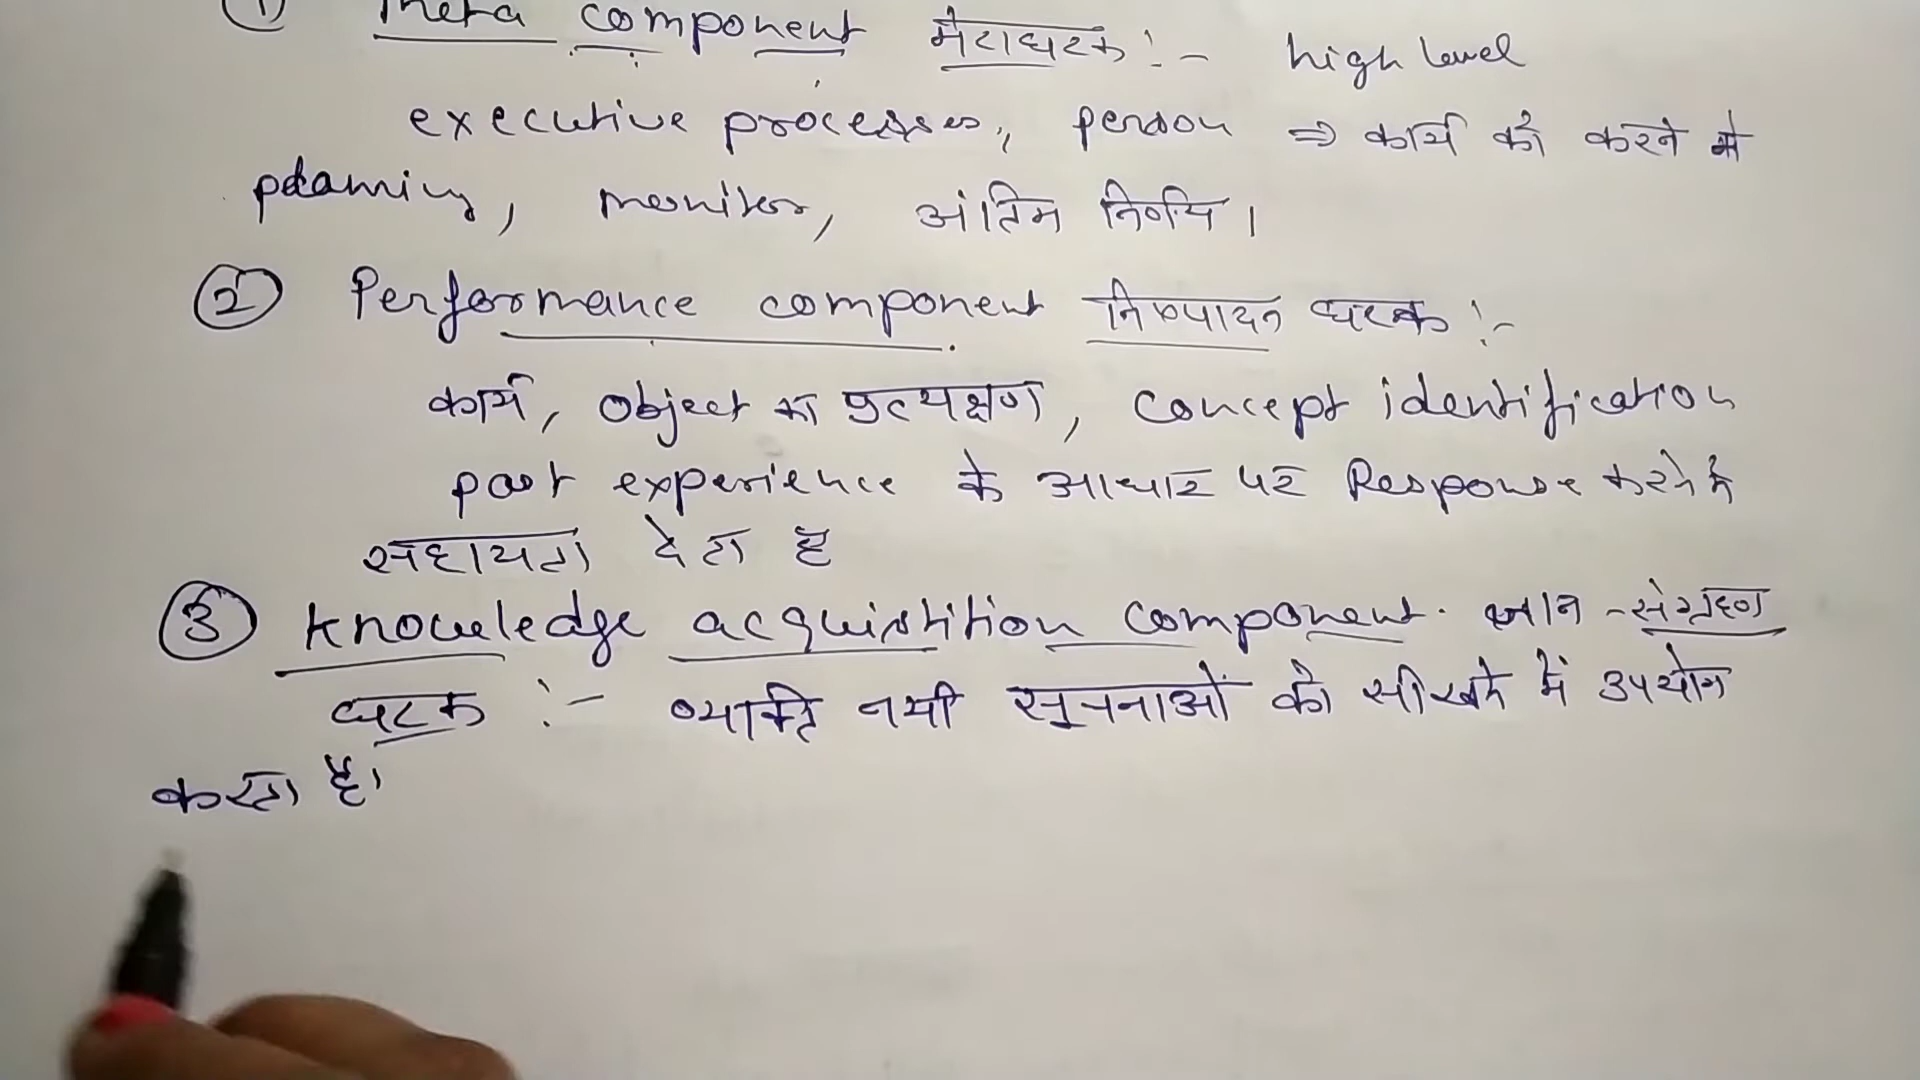 ① Meta component मेटाघटक :- high level
executive processes, person ⇒ कार्य को करने मे
planning, monitor, अंतिम निर्णय।
② Performance component निष्पादन घटक :-
कार्य, object का प्रत्यक्षण, concept identification
past experience के आधार पर Response करने मे
सहायता देता है
③ Knowledge acquistition component. ज्ञान-संग्रहण
घटक :- व्यक्ति नयी सूचनाओं को सीखने में उपयोग
करता है।